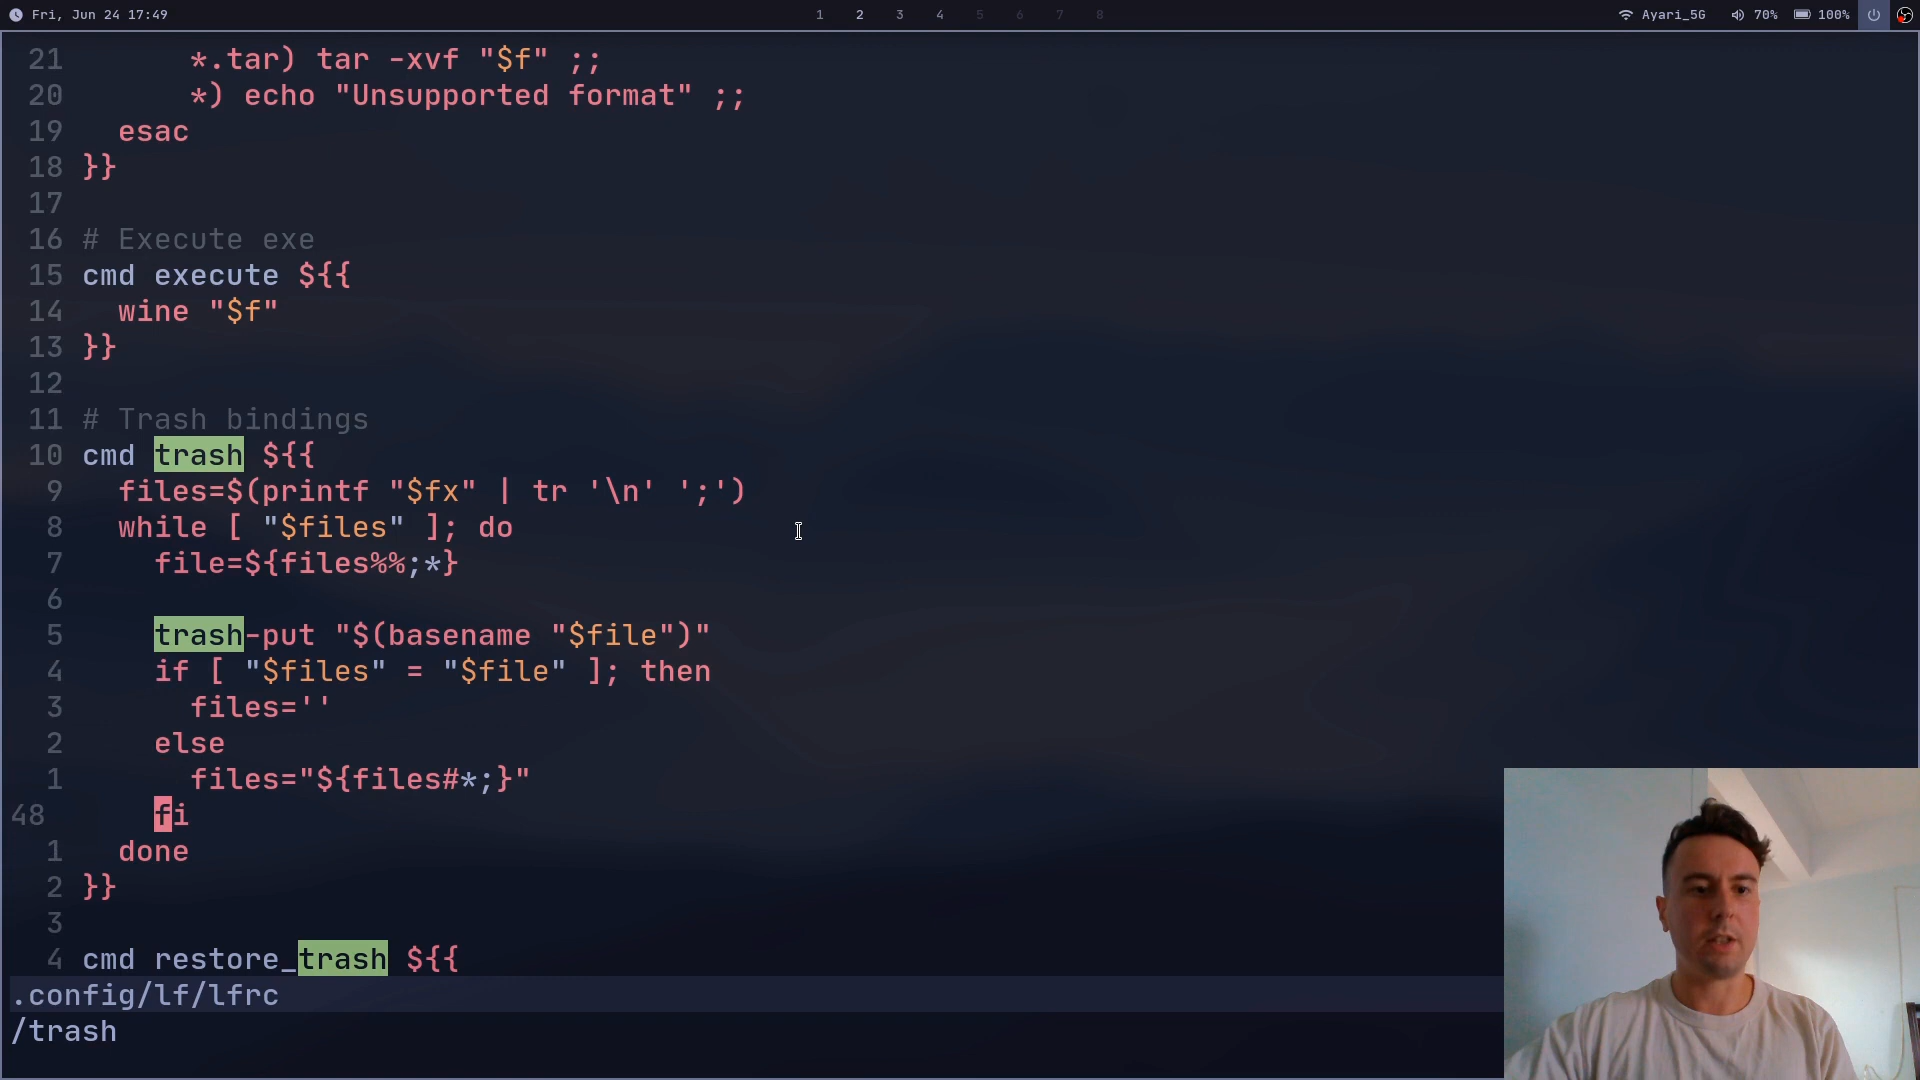 Fri, Jun 24 17:49 1 2 3 4 5 6 7 8 Ayari_5G 70% 100%
21 *.tar) tar -xvf "$f" ;;
20 *) echo "Unsupported format" ;;
19 esac
18 }}
17
16 # Execute exe
15 cmd execute ${{
14 wine "$f"
13 }}
12
11 # Trash bindings
10 cmd trash ${{
9 files=$(printf "$fx" | tr '\n' ';')
8 while [ "$files" ]; do
7 file=${files%%;*}
6
5 trash-put "$(basename "$file")"
4 if [ "$files" = "$file" ]; then
3 files=''
2 else
1 files="${files#*;}"
48 fi
1 done
2 }}
3
4 cmd restore_trash ${{
.config/lf/lfrc
/trash